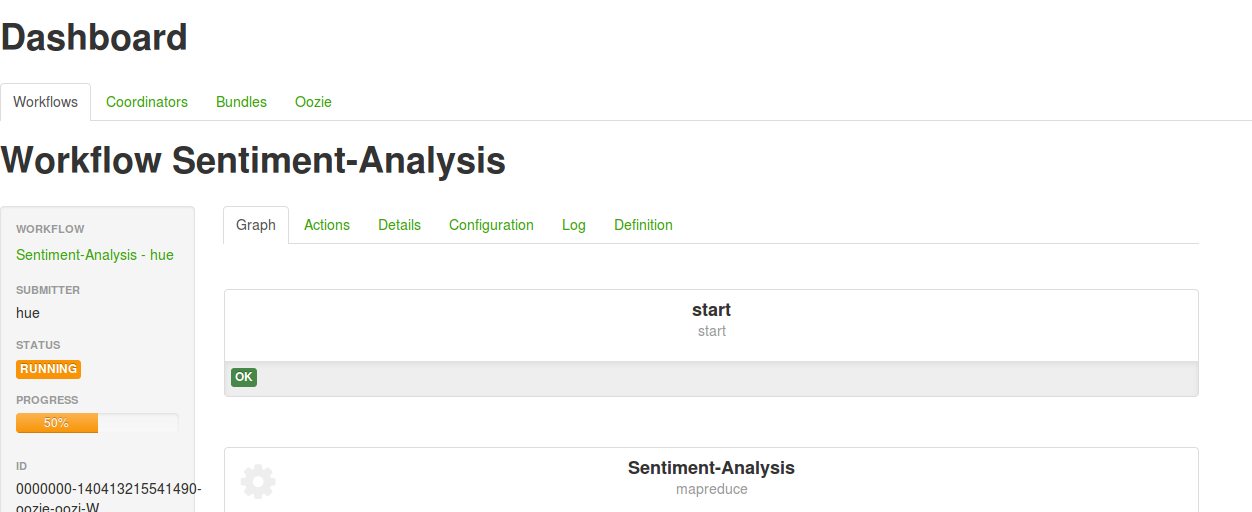 Dashboard
Workflows Coordinators Bundles Oozie
Workflow Sentiment-Analysis
WORKFLOW
Sentiment-Analysis - hue
SUBMITTER
hue
STATUS
RUNNING
PROGRESS
50%
ID
0000000-140413215541490-
oozie-oozi-W
Graph Actions Details Configuration Log Definition
start
start
OK
Sentiment-Analysis
mapreduce